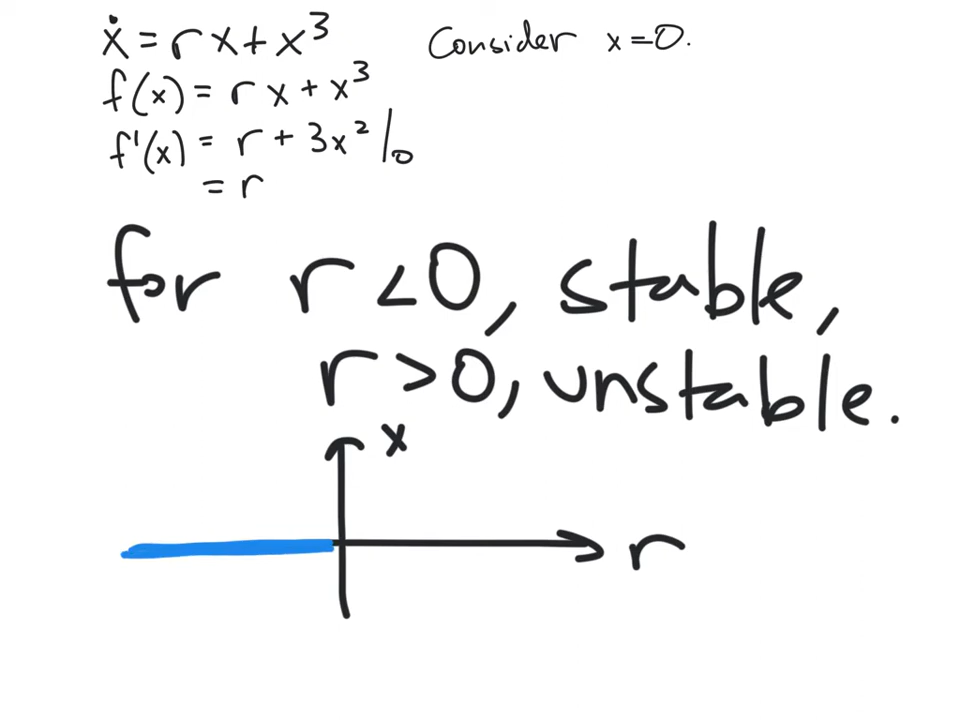 ẋ = rx + x³ Consider x = 0.
f(x) = rx + x³
f'(x) = r + 3x² |₀
= r
for r < 0, stable,
r > 0, unstable.
x
r